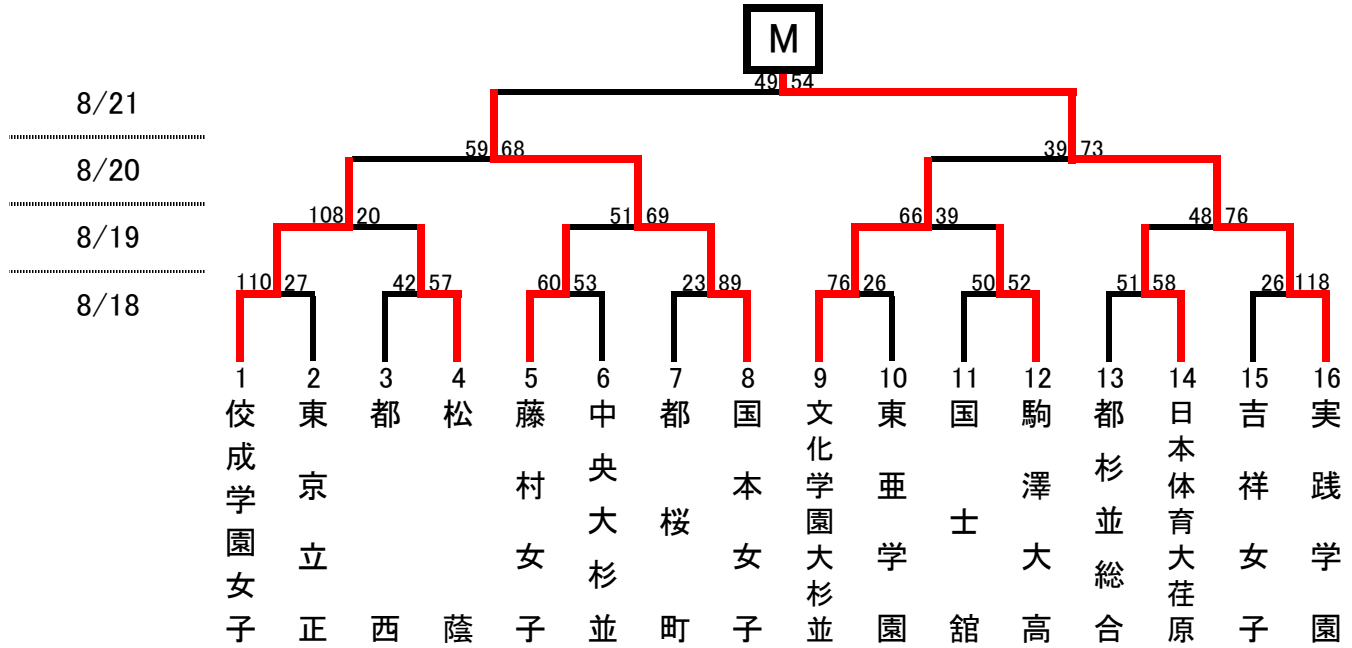 M
49 54
8/21
59 68
39 73
8/20
108 20
51 69
66 39
48 76
8/19
110 27
42 57
60 53
23 89
76 26
50 52
51 58
26 118
8/18
1 2 3 4 5 6 7 8 9 10 11 12 13 14 15 16
佼成学園女子
東京立正
都西
松蔭
藤村女子
中央大杉並
都桜町
国本女子
文化学園大杉並
東亜学園
国士舘
駒澤大高
都杉並総合
日本体育大荏原
吉祥女子
実践学園